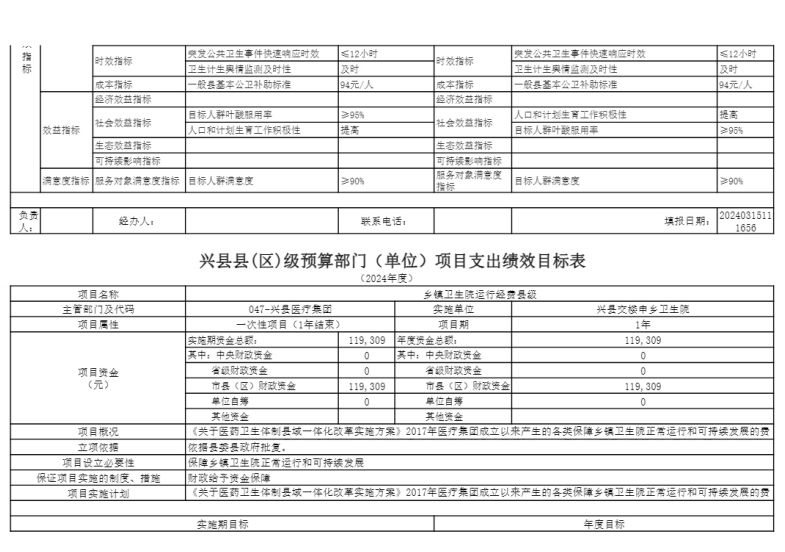 指
标
时效指标 突发公共卫生事件快速响应时效 ≤12小时 时效指标 突发公共卫生事件快速响应时效 ≤12小时
卫生计生舆情监测及时性 及时 卫生计生舆情监测及时性 及时
成本指标 一般县基本公卫补助标准 94元/人 成本指标 一般县基本公卫补助标准 94元/人
效益指标 经济效益指标 经济效益指标
社会效益指标 目标人群叶酸服用率 ≥95% 社会效益指标 人口和计划生育工作积极性 提高
人口和计划生育工作积极性 提高 目标人群叶酸服用率 ≥95%
生态效益指标 生态效益指标
可持续影响指标 可持续影响指标
满意度指标 服务对象满意度指标 目标人群满意度 ≥90% 服务对象满意度指标 目标人群满意度 ≥90%
负责人： 经办人： 联系电话： 填报日期： 20240315111656
兴县县(区)级预算部门（单位）项目支出绩效目标表
（2024年度）
项目名称 乡镇卫生院运行经费县级
主管部门及代码 047-兴县医疗集团 实施单位 兴县交楼申乡卫生院
项目属性 一次性项目（1年结束） 项目期 1年
项目资金（元） 实施期资金总额： 119,309 年度资金总额： 119,309
其中：中央财政资金 0 其中：中央财政资金 0
省级财政资金 0 省级财政资金 0
市县（区）财政资金 119,309 市县（区）财政资金 119,309
单位自筹 0 单位自筹 0
其他资金 其他资金
项目概况 《关于医药卫生体制县域一体化改革实施方案》2017年医疗集团成立以来产生的各类保障乡镇卫生院正常运行和可持续发展的费
立项依据 依据县委县政府批复。
项目设立必要性 保障乡镇卫生院正常运行和可持续发展
保证项目实施的制度、措施 财政给予资金保障
项目实施计划 《关于医药卫生体制县域一体化改革实施方案》2017年医疗集团成立以来产生的各类保障乡镇卫生院正常运行和可持续发展的费
实施期目标 年度目标